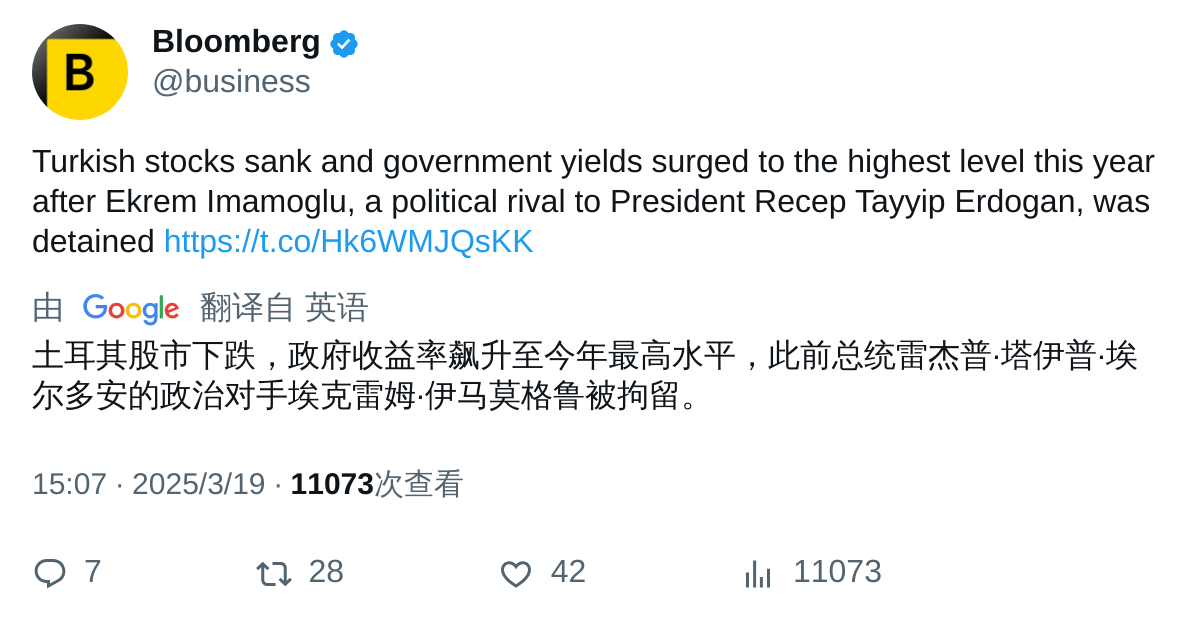 B
Bloomberg
@business
Turkish stocks sank and government yields surged to the highest level this year
after Ekrem Imamoglu, a political rival to President Recep Tayyip Erdogan, was
detained https://t.co/Hk6WMJQsKK
由 Google 翻译自 英语
土耳其股市下跌，政府收益率飙升至今年最高水平，此前总统雷杰普·塔伊普·埃
尔多安的政治对手埃克雷姆·伊马莫格鲁被拘留。
15:07 · 2025/3/19 · 11073次查看
7 28 42 11073